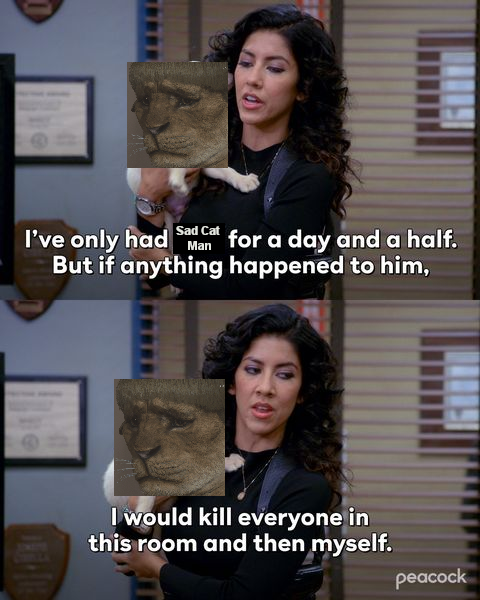 I've only had Sad Cat Man for a day and a half.
But if anything happened to him,
I would kill everyone in
this room and then myself.
peacock